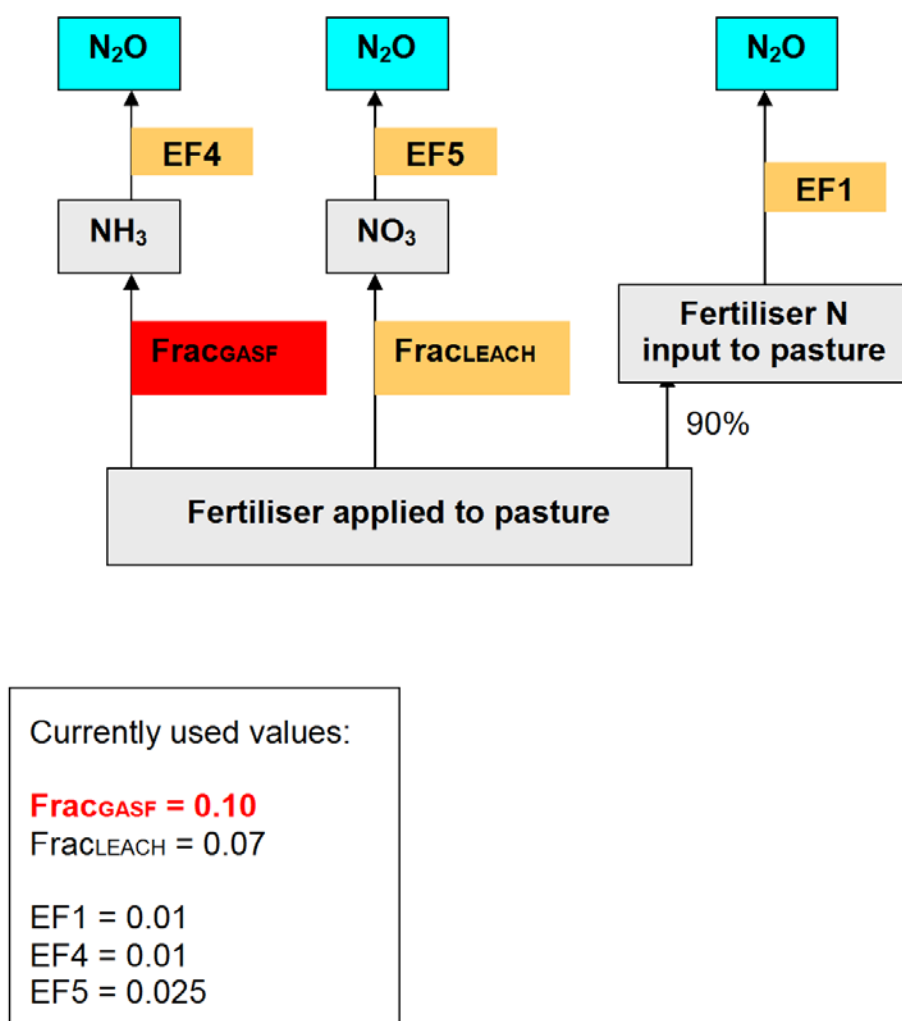 N₂O N₂O N₂O
EF4 EF5
EF1
NH₃ NO₃
Fertiliser N
input to pasture
FracGASF FracLEACH
90%
Fertiliser applied to pasture
Currently used values:
FracGASF = 0.10
FracLEACH = 0.07
EF1 = 0.01
EF4 = 0.01
EF5 = 0.025